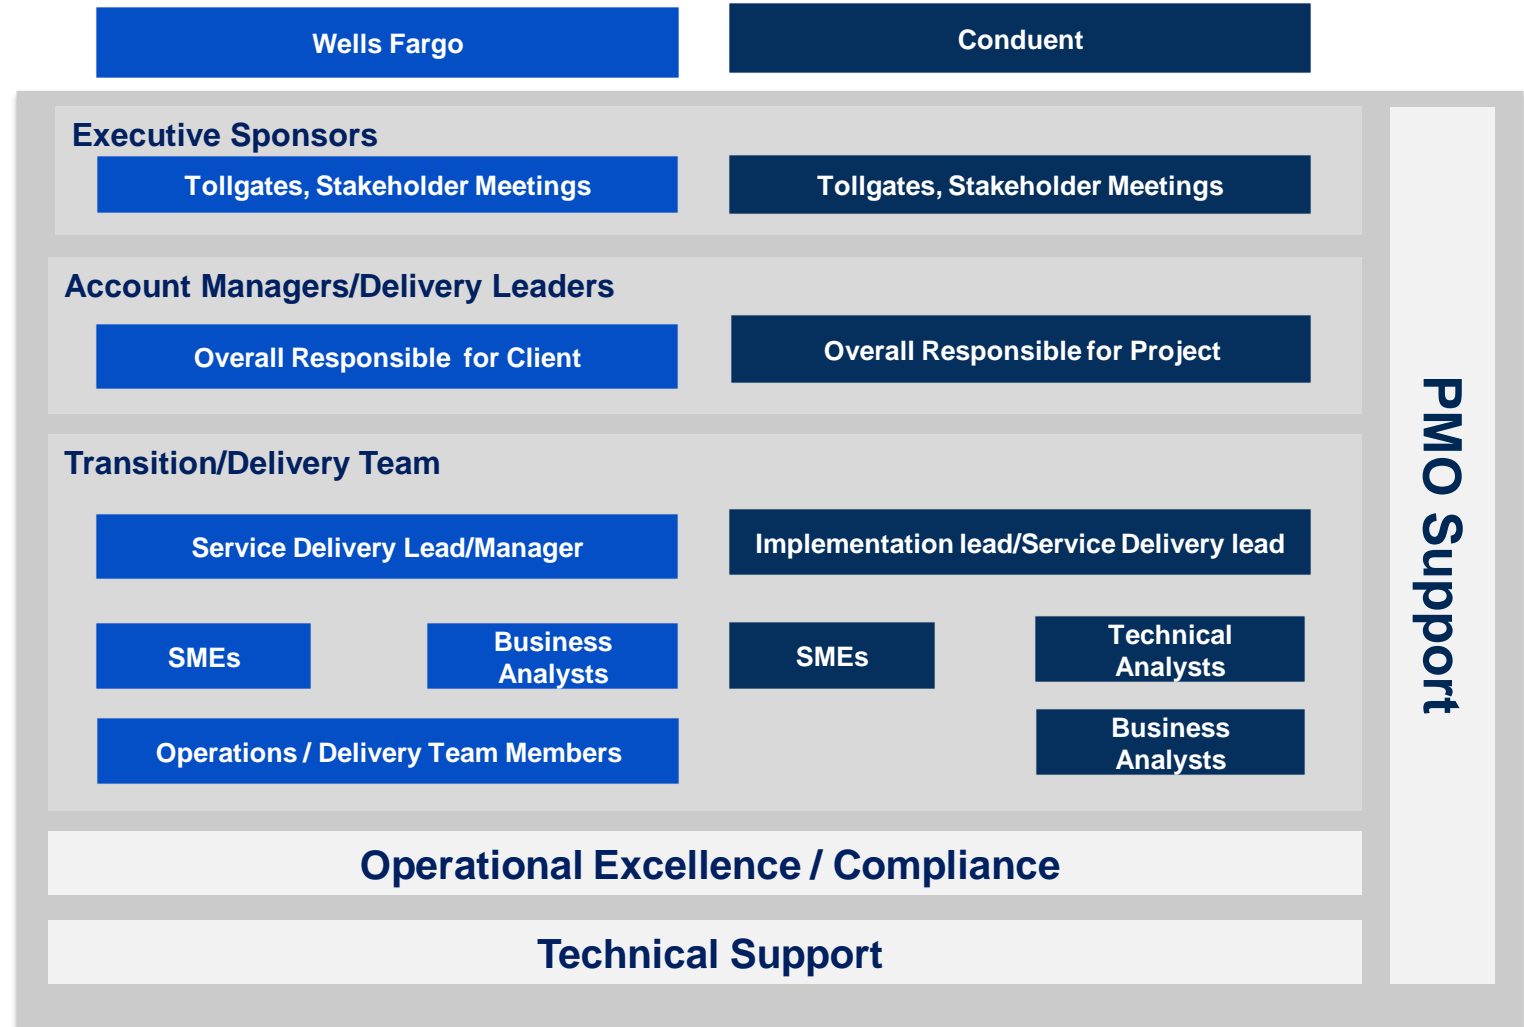 Wells Fargo
Conduent
Executive Sponsors
Tollgates, Stakeholder Meetings
Tollgates, Stakeholder Meetings
Account Managers/Delivery Leaders
Overall Responsible for Client
Overall Responsible for Project
Transition/Delivery Team
Service Delivery Lead/Manager
Implementation lead/Service Delivery lead
SMEs
Business
Analysts
SMEs
Technical
Analysts
Operations / Delivery Team Members
Business
Analysts
Operational Excellence / Compliance
Technical Support
PMO Support